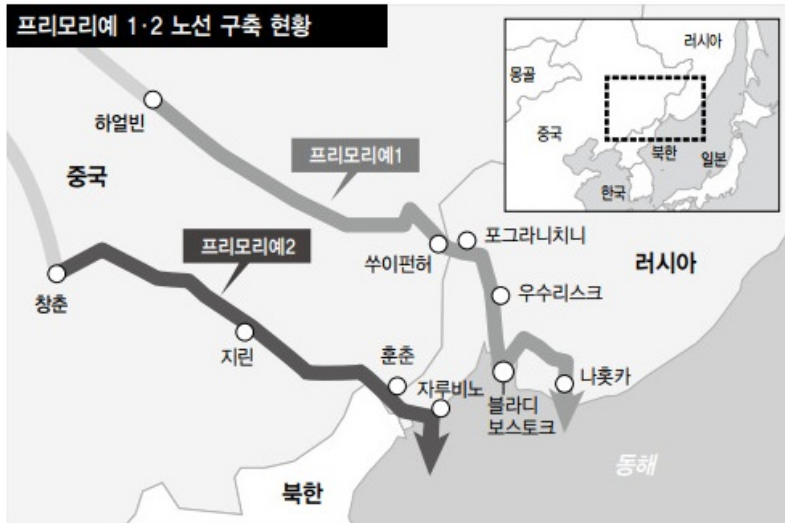 프리모리예 1·2 노선 구축 현황
러시아
몽골
중국
북한
일본
한국
하얼빈
프리모리예1
중국
프리모리예2
쑤이펀허
포그라니치니
러시아
창춘
우수리스크
지린
훈춘
자루비노
나홋카
블라디
보스토크
동해
북한